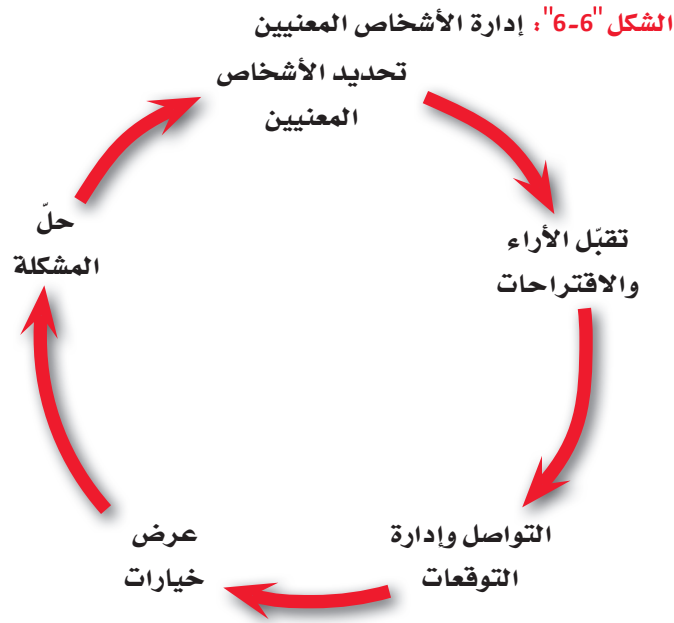 الشكل "6-6": إدارة الأشخاص المعنيين
تحديد الأشخاص
المعنيين
تقبّل الأراء
والاقتراحات
التواصل وإدارة
التوقعات
عرض
خيارات
حلّ
المشكلة